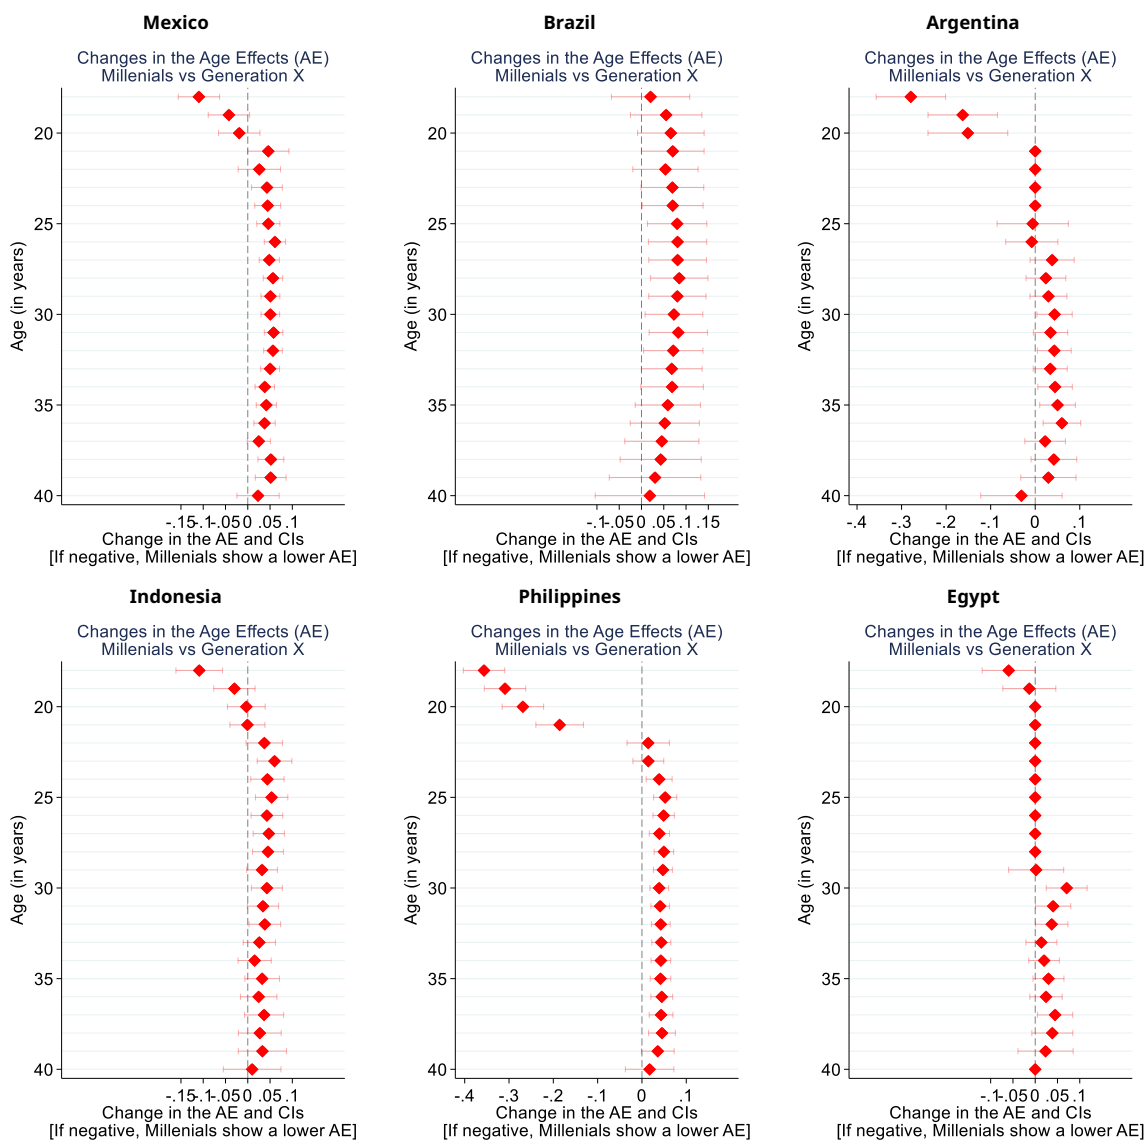 Mexico
Changes in the Age Effects (AE)
Millenials vs Generation X
Age (in years)
20
25
30
35
40
-.15-.1-.05 0 .05 .1
Change in the AE and CIs
[If negative, Millenials show a lower AE]
Brazil
Changes in the Age Effects (AE)
Millenials vs Generation X
Age (in years)
20
25
30
35
40
-.1-.05 0 .05 .1 .15
Change in the AE and CIs
[If negative, Millenials show a lower AE]
Argentina
Changes in the Age Effects (AE)
Millenials vs Generation X
Age (in years)
20
25
30
35
40
-.4 -.3 -.2 -.1 0 .1
Change in the AE and CIs
[If negative, Millenials show a lower AE]
Indonesia
Changes in the Age Effects (AE)
Millenials vs Generation X
Age (in years)
20
25
30
35
40
-.15-.1-.05 0 .05 .1
Change in the AE and CIs
[If negative, Millenials show a lower AE]
Philippines
Changes in the Age Effects (AE)
Millenials vs Generation X
Age (in years)
20
25
30
35
40
-.4 -.3 -.2 -.1 0 .1
Change in the AE and CIs
[If negative, Millenials show a lower AE]
Egypt
Changes in the Age Effects (AE)
Millenials vs Generation X
Age (in years)
20
25
30
35
40
-.1-.05 0 .05 .1
Change in the AE and CIs
[If negative, Millenials show a lower AE]